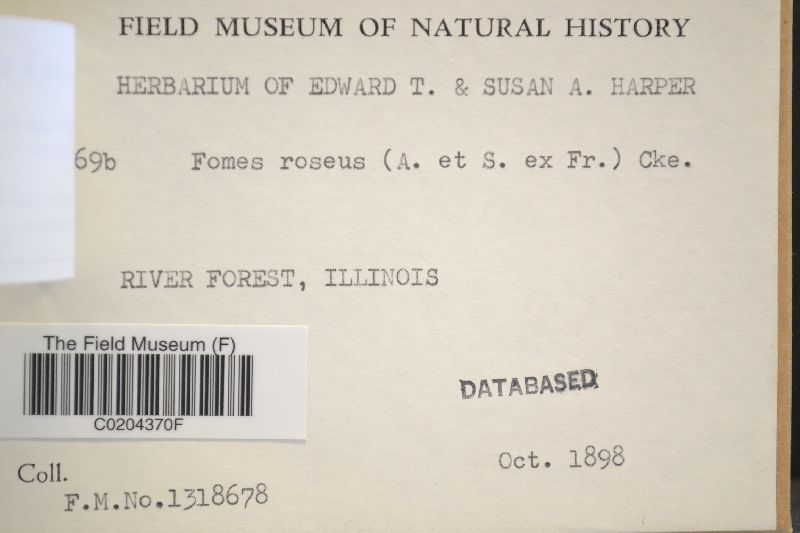 FIELD MUSEUM OF NATURAL HISTORY
HERBARIUM OF EDWARD T. & SUSAN A. HARPER
69b Fomes roseus (A. et S. ex Fr.) Cke.
RIVER FOREST, ILLINOIS
The Field Museum (F)
C0204370F
DATABASED
Oct. 1898
Coll.
F.M.No.1318678